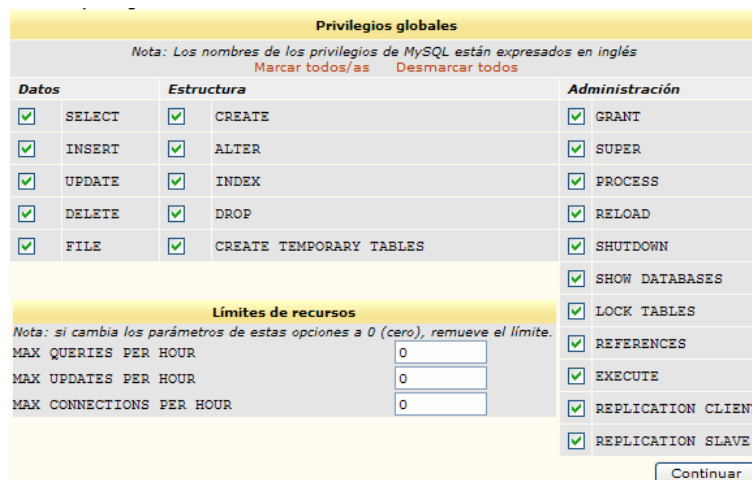 Privilegios globales
Nota: Los nombres de los privilegios de MySQL están expresados en inglés
Marcar todos/as Desmarcar todos
Datos Estructura Administración
SELECT CREATE GRANT
INSERT ALTER SUPER
UPDATE INDEX PROCESS
DELETE DROP RELOAD
FILE CREATE TEMPORARY TABLES SHUTDOWN
SHOW DATABASES
LOCK TABLES
REFERENCES
EXECUTE
REPLICATION CLIENT
REPLICATION SLAVE
Límites de recursos
Nota: si cambia los parámetros de estas opciones a 0 (cero), remueve el límite.
MAX QUERIES PER HOUR 0
MAX UPDATES PER HOUR 0
MAX CONNECTIONS PER HOUR 0
Continuar